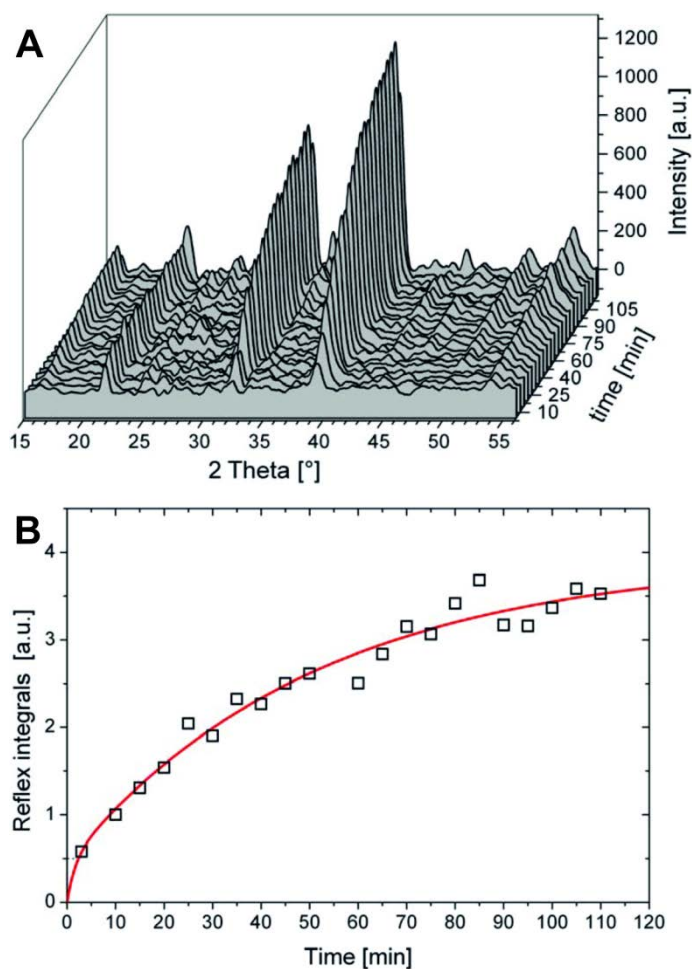 A
1200
1000
800
600
400
200
0
Intensity [a.u.]
105
90
75
60
40
25
10
time [min]
15 20 25 30 35 40 45 50 55
2 Theta [°]
B
4
3
2
1
0
Reflex integrals [a.u.]
0 10 20 30 40 50 60 70 80 90 100 110 120
Time [min]